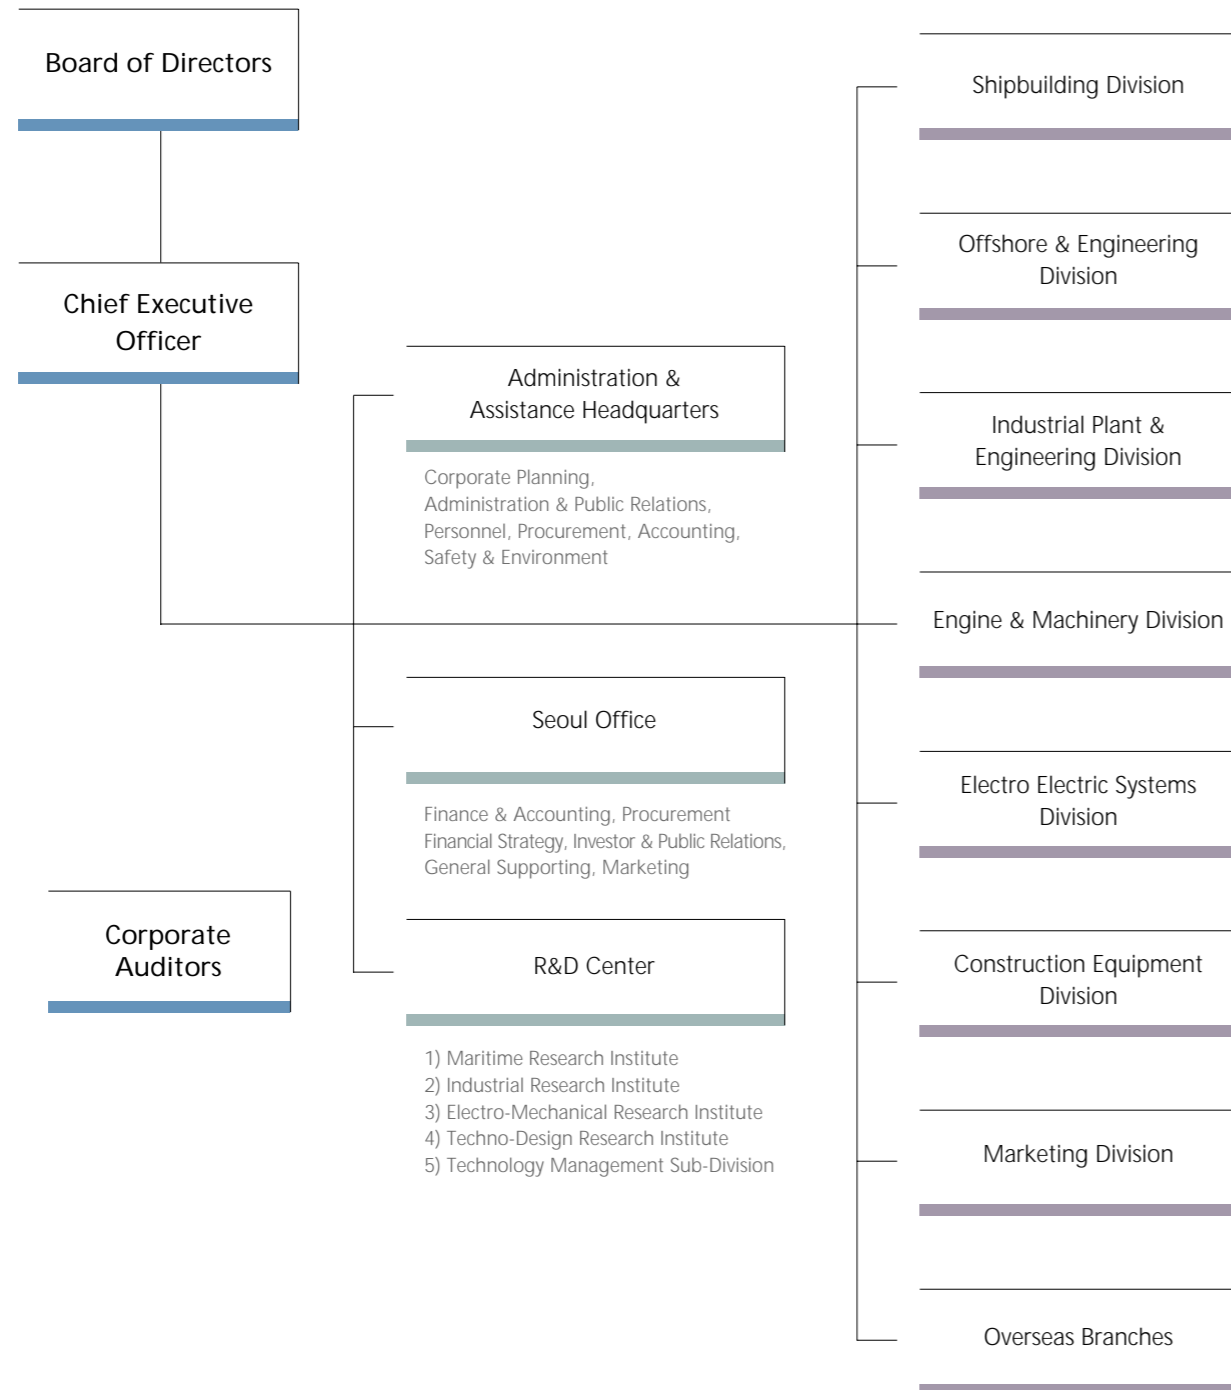 Board of Directors
Chief Executive
Officer
Corporate
Auditors
Administration &
Assistance Headquarters
Corporate Planning,
Administration & Public Relations,
Personnel, Procurement, Accounting,
Safety & Environment
Seoul Office
Finance & Accounting, Procurement
Financial Strategy, Investor & Public Relations,
General Supporting, Marketing
R&D Center
1) Maritime Research Institute
2) Industrial Research Institute
3) Electro-Mechanical Research Institute
4) Techno-Design Research Institute
5) Technology Management Sub-Division
Shipbuilding Division
Offshore & Engineering
Division
Industrial Plant &
Engineering Division
Engine & Machinery Division
Electro Electric Systems
Division
Construction Equipment
Division
Marketing Division
Overseas Branches